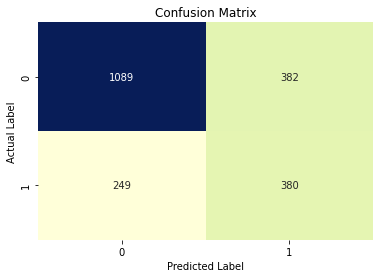 Confusion Matrix
Actual Label
0
1089
382
1
249
380
0
1
Predicted Label